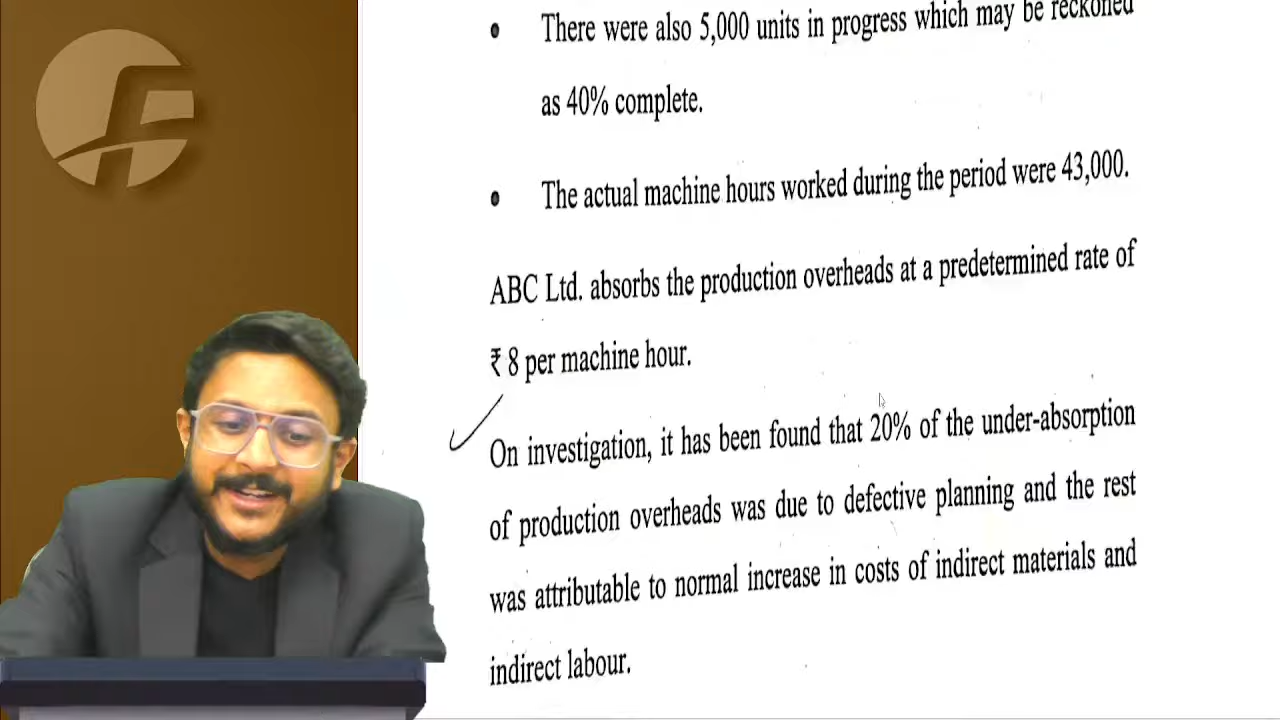 • There were also 5,000 units in progress which may be reckoned
as 40% complete.
• The actual machine hours worked during the period were 43,000.
ABC Ltd. absorbs the production overheads at a predetermined rate of
₹ 8 per machine hour.
On investigation, it has been found that 20% of the under-absorption
of production overheads was due to defective planning and the rest
was attributable to normal increase in costs of indirect materials and
indirect labour.